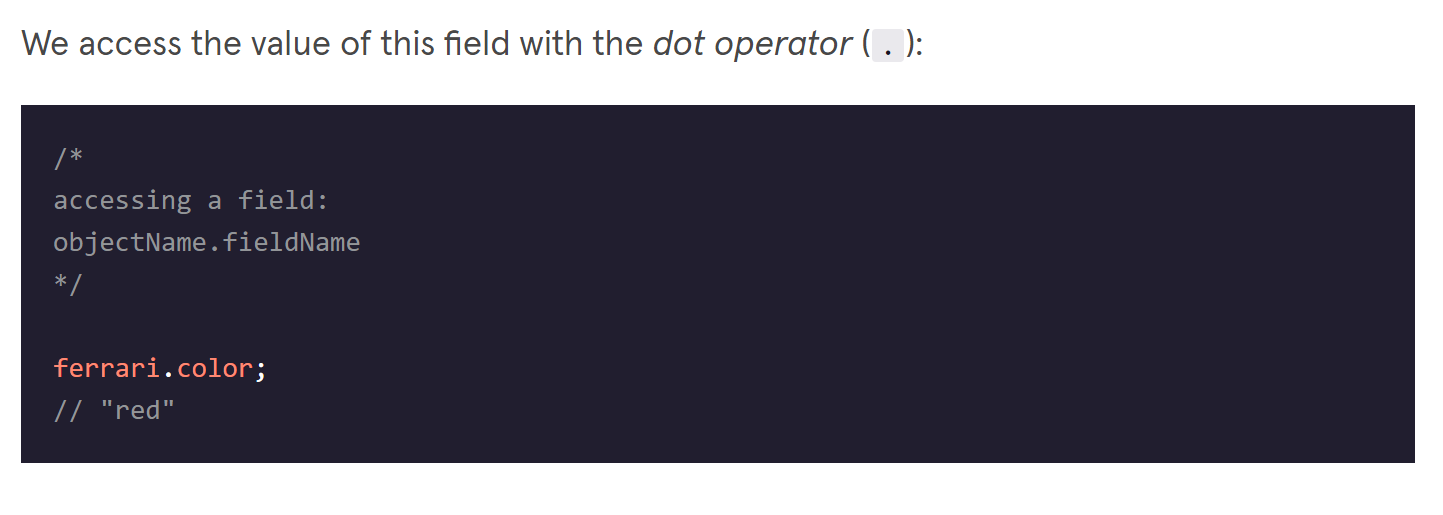 We access the value of this field with the dot operator (.):
/*
accessing a field:
objectName.fieldName
*/
ferrari.color;
// "red"